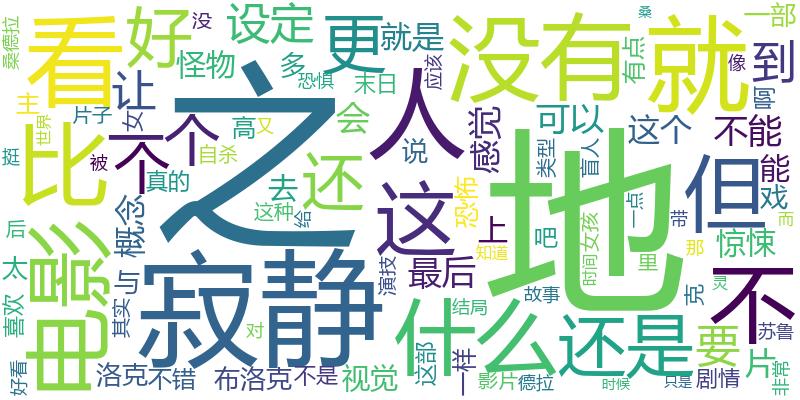 看
好
设定
更
没有
就
一部
桑德拉
怪物
多
就是
恐惧
末日
应该
有点
像
桑
没
到
啊
让
片子
主
世界
女
比
个
不
被
挺
自杀
真的
高
又
之
人
会
说
还
去
这种
给
这
感觉
可以
类型
盲人
这个
不能
能
但
戏
地
恐怖
上
知道
吧
时间
女孩
一点
里
带
那
而
惊悚
克
灵
苏鲁
不
后
太
喜欢
电影
概念
与
其实
寂静
对
演技
最后
结局
故事
什么
还是
要
片
非常
好看
洛克
不错
布洛克
不是
视觉
这部
一样
影片
德拉
时候
只是
剧情